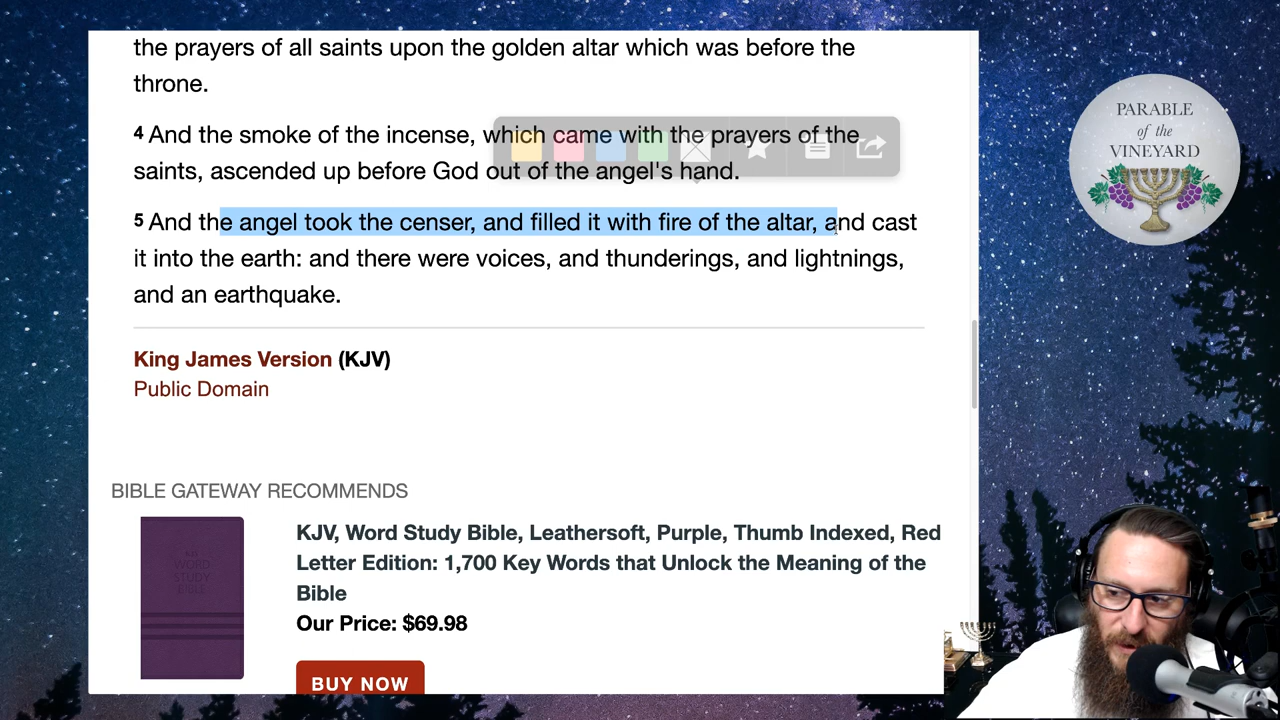 the prayers of all saints upon the golden altar which was before the
throne.
4 And the smoke of the incense, which came with the prayers of the
saints, ascended up before God out of the angel's hand.
5 And the angel took the censer, and filled it with fire of the altar, and cast
it into the earth: and there were voices, and thunderings, and lightnings,
and an earthquake.
King James Version (KJV)
Public Domain
BIBLE GATEWAY RECOMMENDS
KJV
WORD
STUDY
BIBLE
KJV, Word Study Bible, Leathersoft, Purple, Thumb Indexed, Red
Letter Edition: 1,700 Key Words that Unlock the Meaning of the
Bible
Our Price: $69.98
BUY NOW
PARABLE
of the
VINEYARD